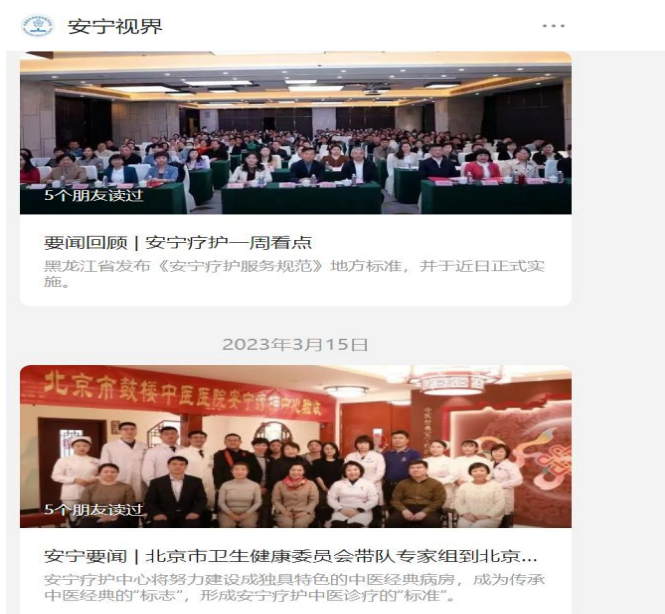 安宁视界
5个朋友读过
要闻回顾 | 安宁疗护一周看点
黑龙江省发布《安宁疗护服务规范》地方标准，并于近日正式实
施。
2023年3月15日
北京市鼓楼中医医院安宁疗护中心验收
5个朋友读过
安宁要闻 | 北京市卫生健康委员会带队专家组到北京...
安宁疗护中心将努力建设成独具特色的中医经典病房，成为传承
中医经典的“标志”，形成安宁疗护中医诊疗的“标准”。